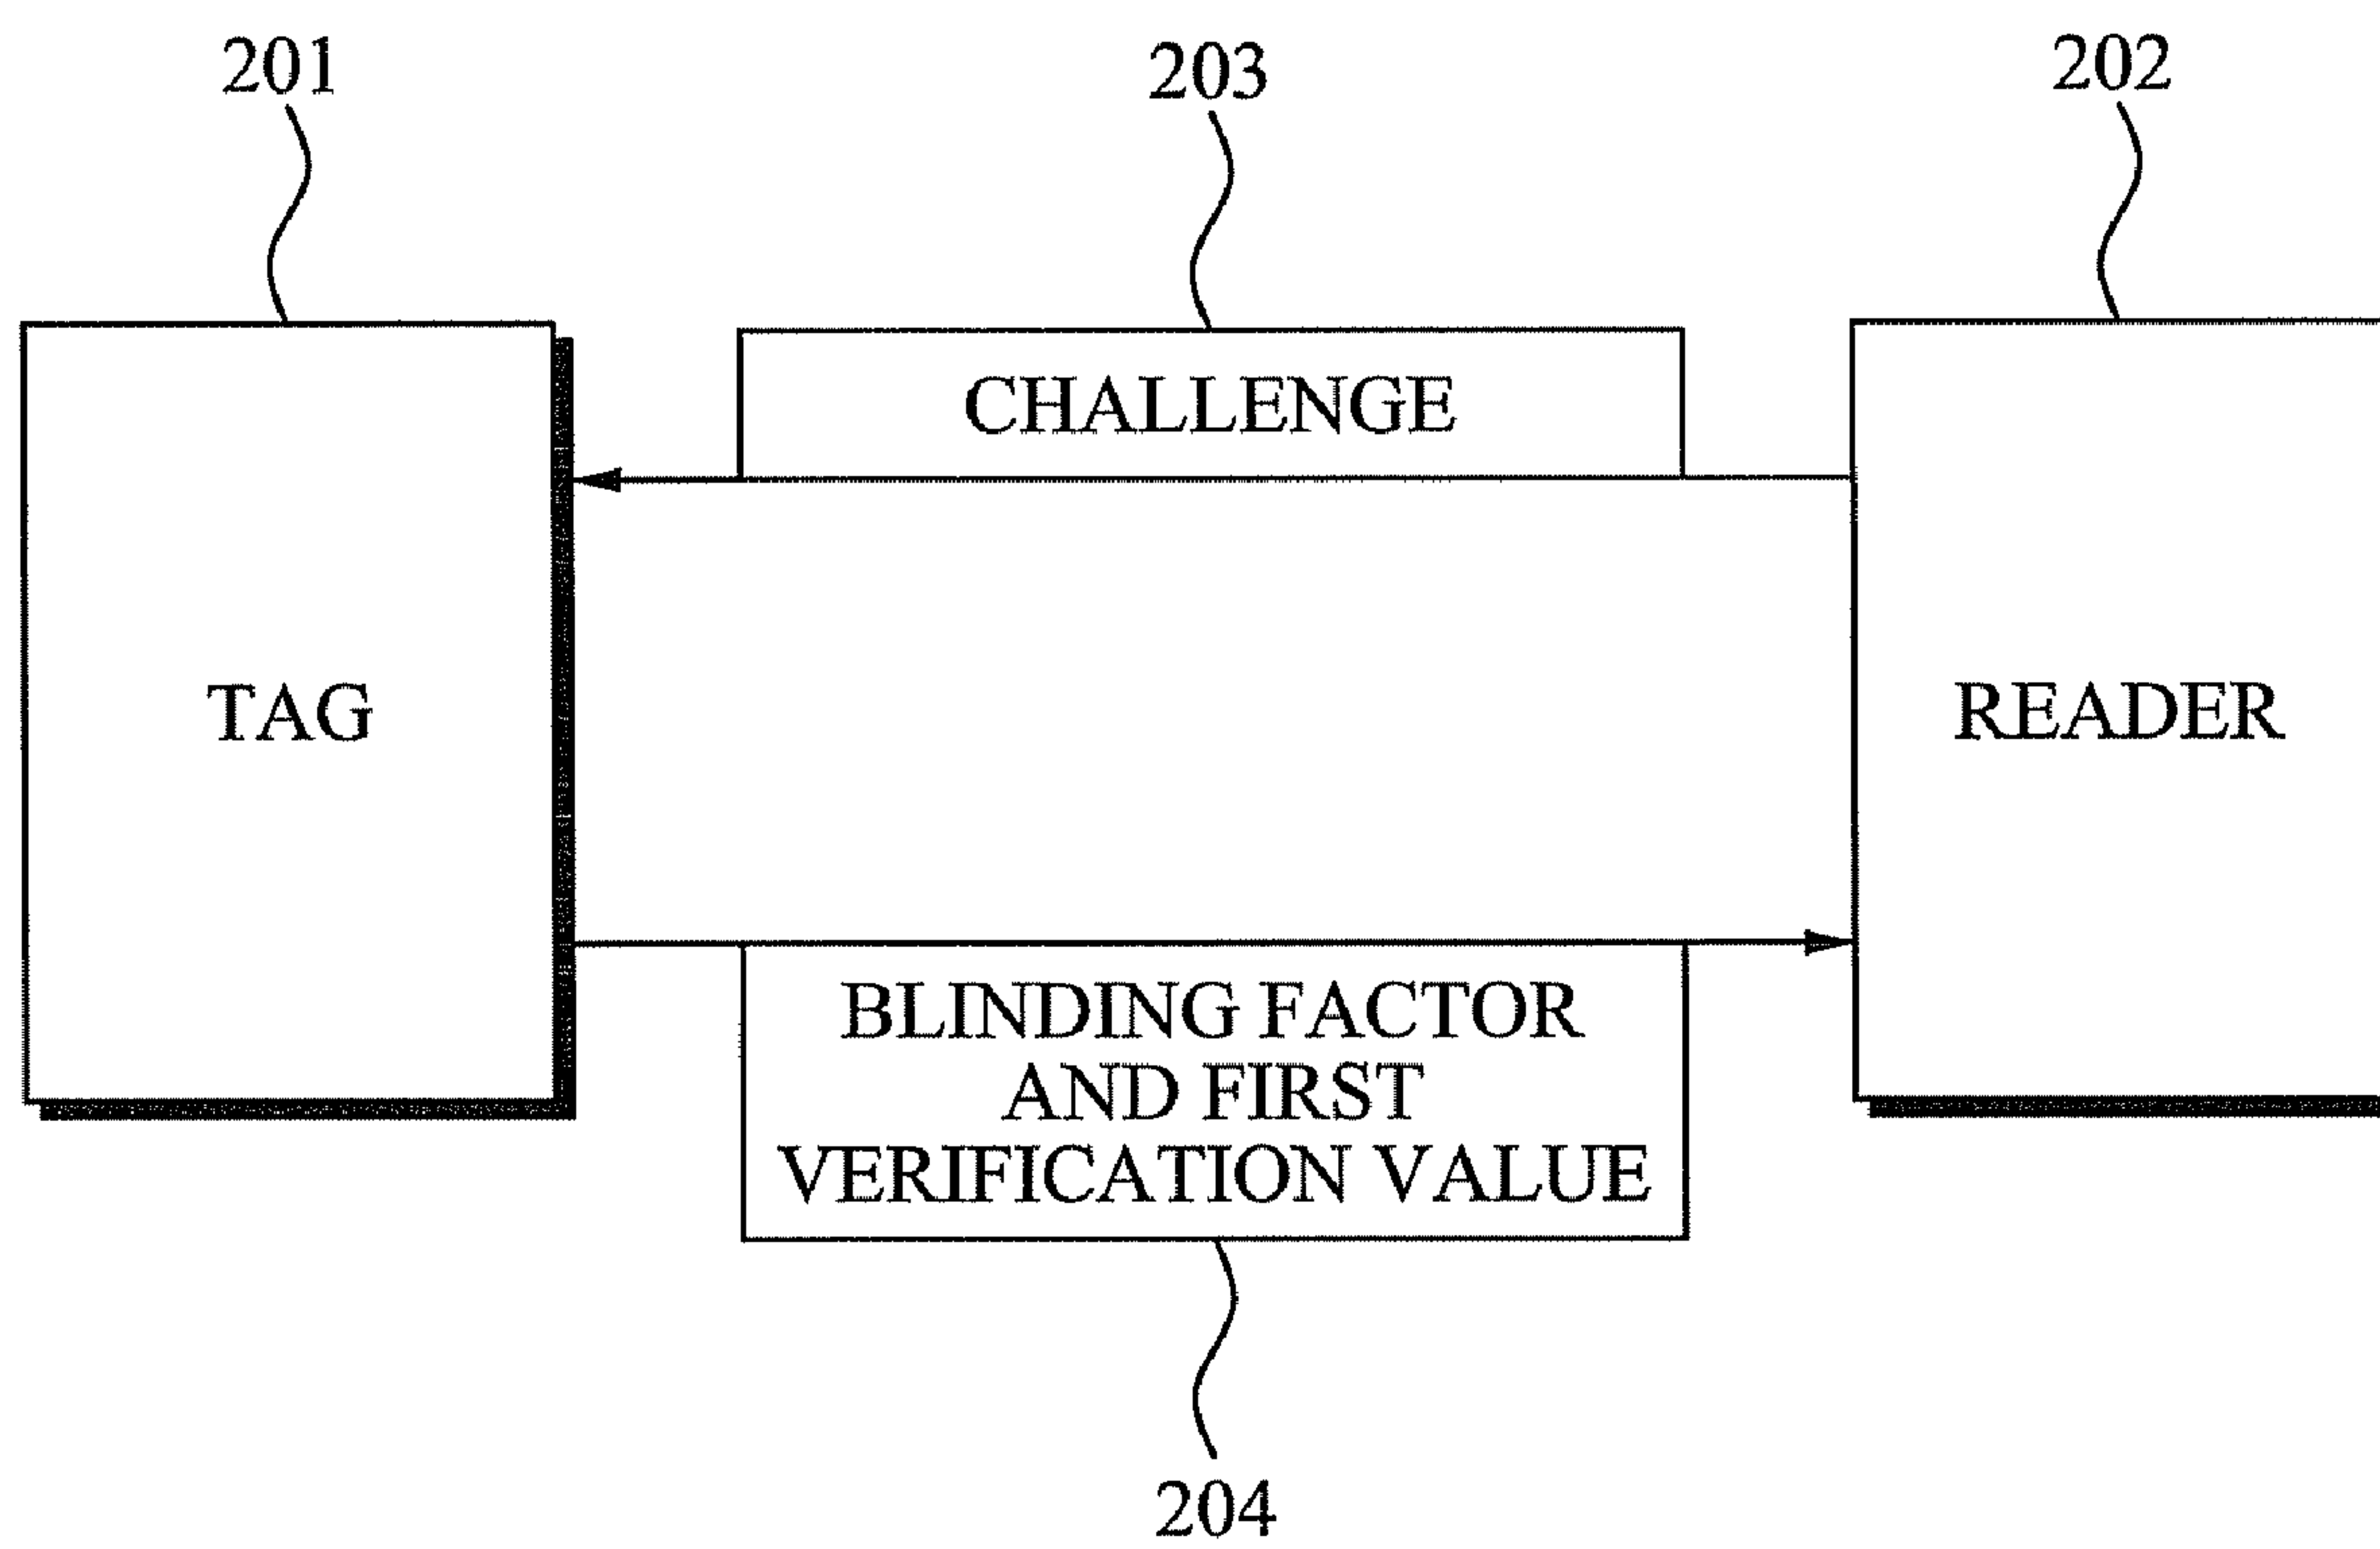 201
203
202
CHALLENGE
TAG
READER
BLINDING FACTOR
AND FIRST
VERIFICATION VALUE
204